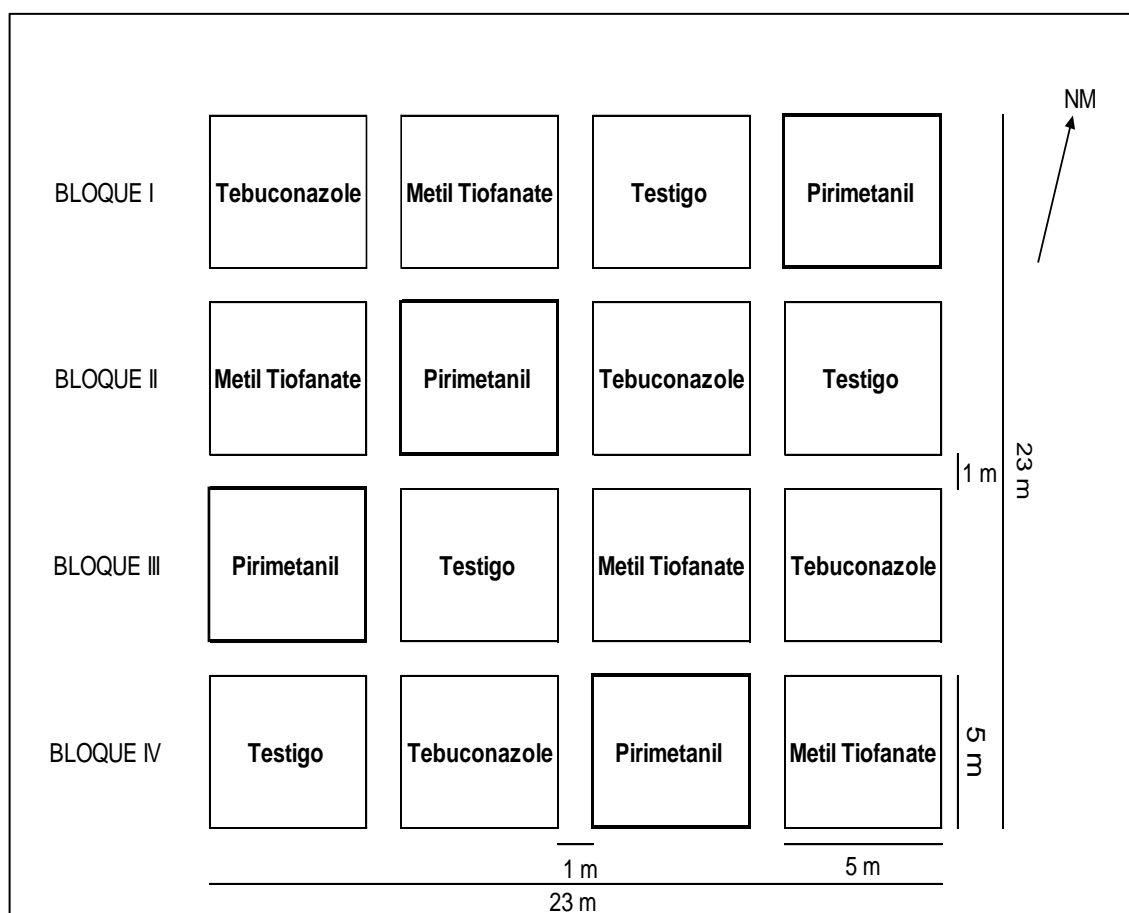 NM
BLOQUE I
Tebuconazole
Metil Tiofanate
Testigo
Pirimetanil
BLOQUE II
Metil Tiofanate
Pirimetanil
Tebuconazole
Testigo
1 m
23 m
BLOQUE III
Pirimetanil
Testigo
Metil Tiofanate
Tebuconazole
BLOQUE IV
Testigo
Tebuconazole
Pirimetanil
Metil Tiofanate
5 m
1 m
5 m
23 m